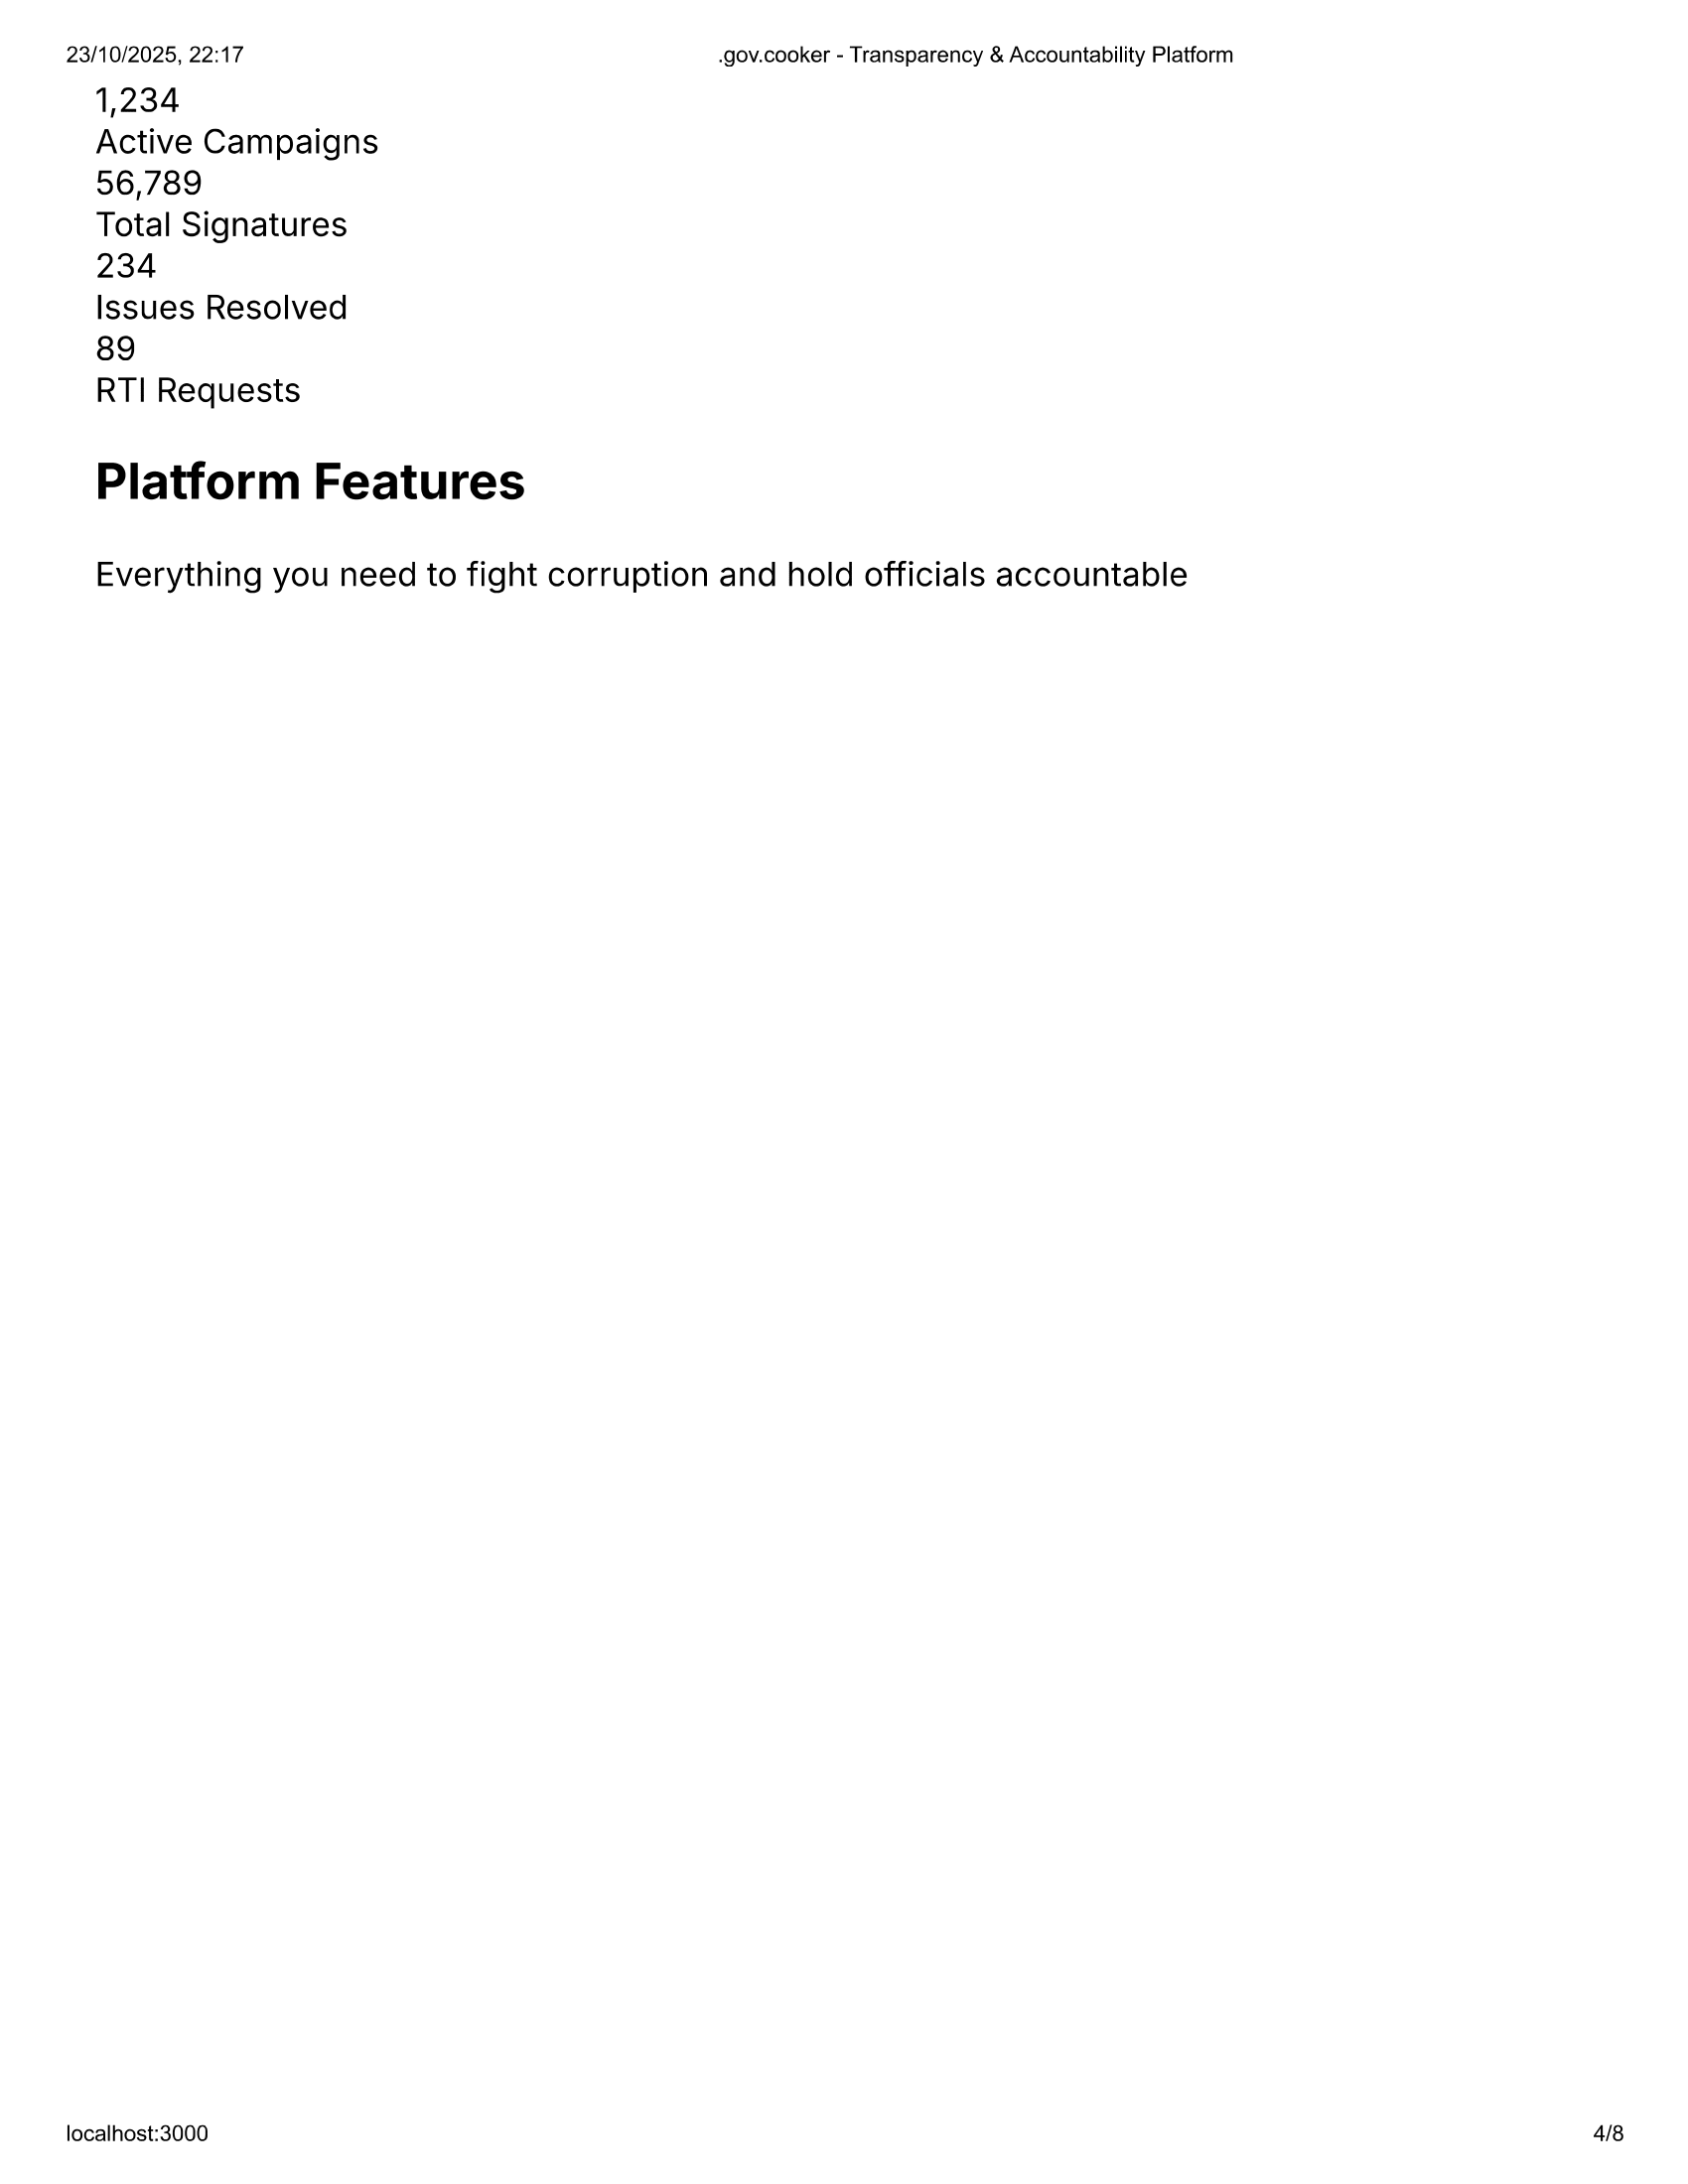 23/10/2025, 22:17
.gov.cooker - Transparency & Accountability Platform
1,234
Active Campaigns
56,789
Total Signatures
234
Issues Resolved
89
RTI Requests
Platform Features
Everything you need to fight corruption and hold officials accountable
localhost:3000
4/8